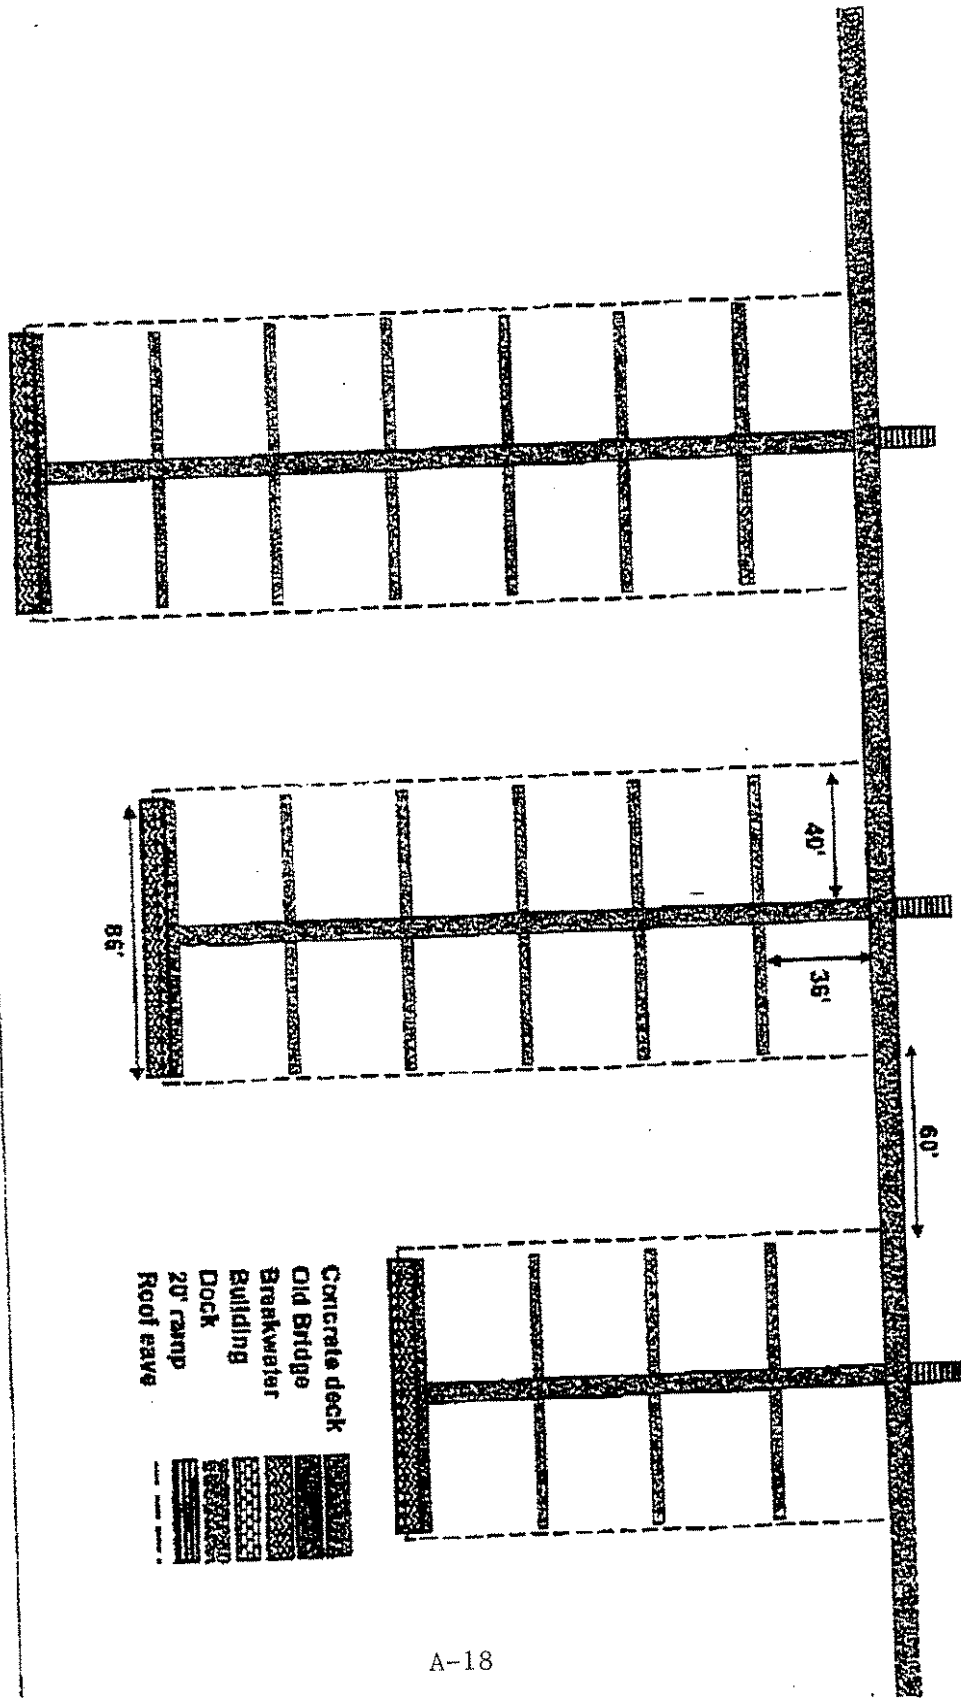 60'
40'
36'
86'
Concrete deck
Old Bridge
Breakwater
Building
Dock
20' ramp
Roof eave
A-18